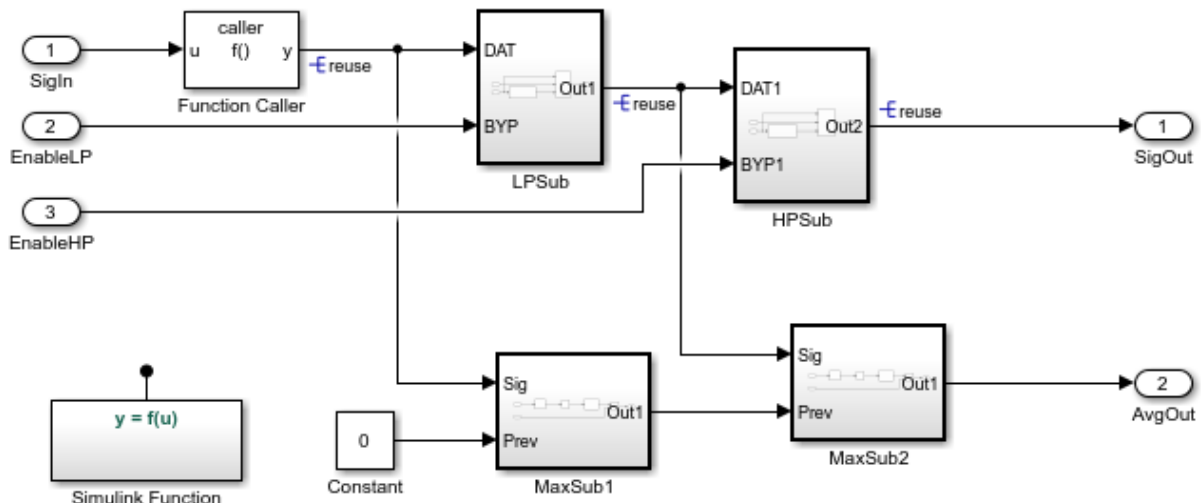 1
SigIn
caller
u f() y
Function Caller
reuse
2
EnableLP
3
EnableHP
DAT
Out1
BYP
LPSub
reuse
DAT1
Out2
BYP1
HPSub
reuse
1
SigOut
y = f(u)
Simulink Function
0
Constant
Sig
Out1
Prev
MaxSub1
Sig
Out1
Prev
MaxSub2
2
AvgOut